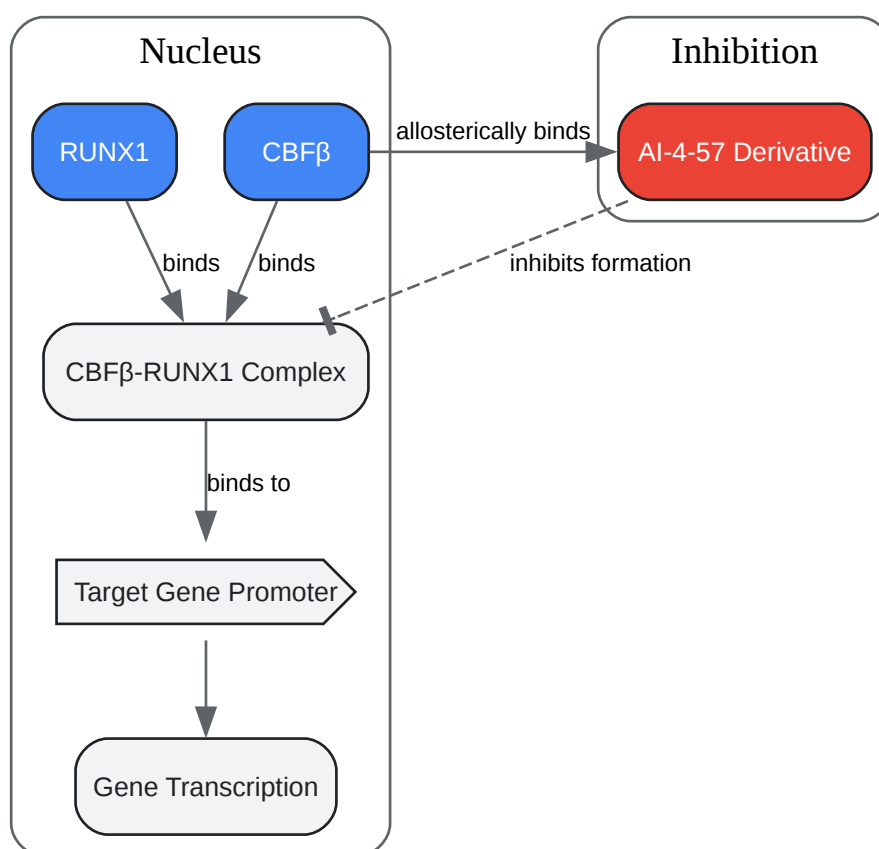 Nucleus
Inhibition
RUNX1
CBFβ
allosterically binds
AI-4-57 Derivative
binds
binds
inhibits formation
CBFβ-RUNX1 Complex
binds to
Target Gene Promoter
Gene Transcription